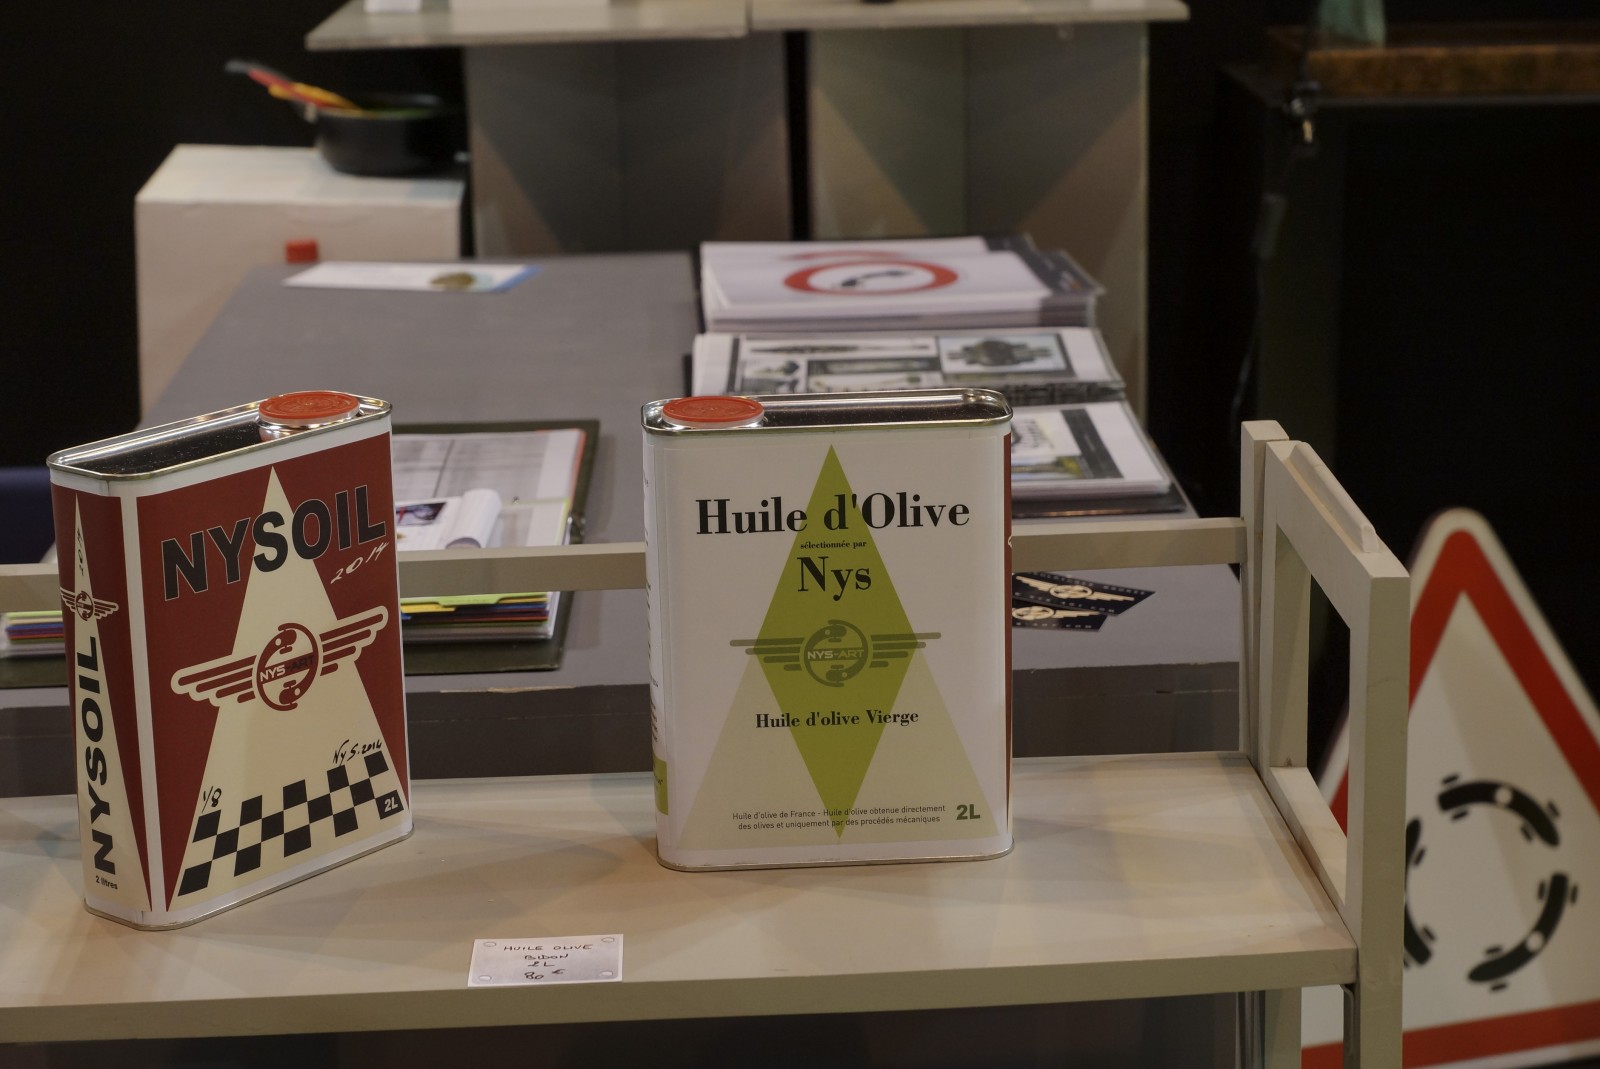 NYSOIL
2014
NYS-ART
NyS.2014
1/8
2L
NYSOIL
2 litres
Huile d'Olive
sélectionnée par
Nys
NYS-ART
Huile d'olive Vierge
Huile d'olive de France - Huile d'olive obtenue directement
des olives et uniquement par des procédés mécaniques
2L
HUILE OLIVE
BIDON
2L
80 €